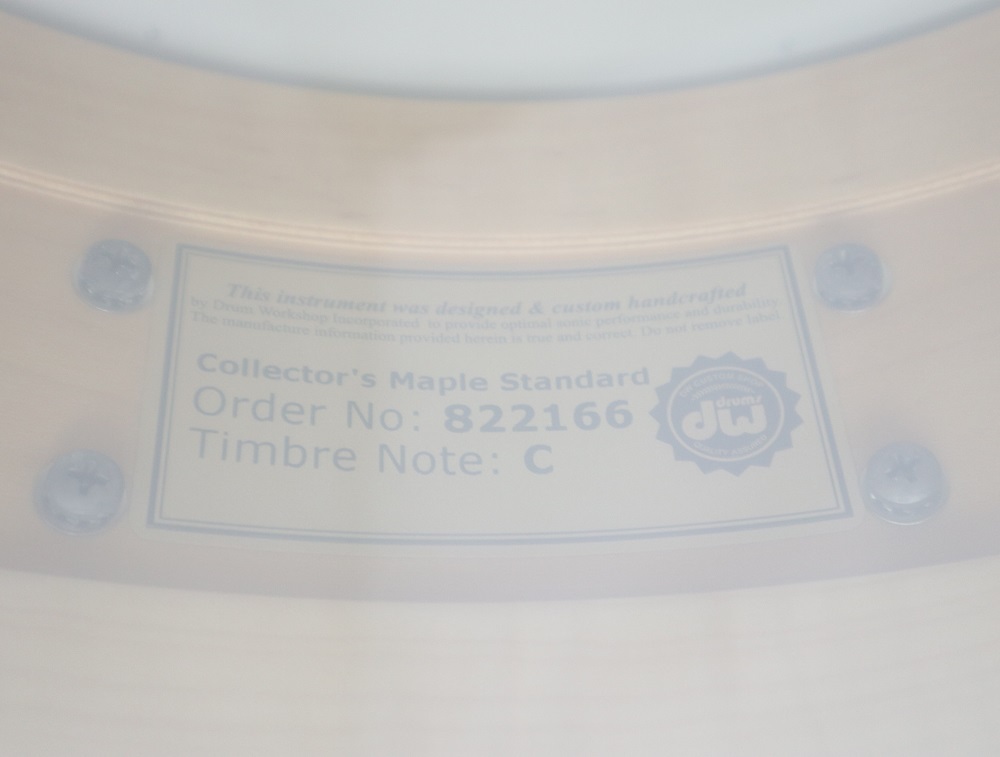 This instrument was designed & custom handcrafted
by Drum Workshop Incorporated to provide optimal sonic performance and durability.
The manufacture information provided herein is true and correct. Do not remove label.
Collector's Maple Standard
Order No: 822166
Timbre Note: C
dw
drums